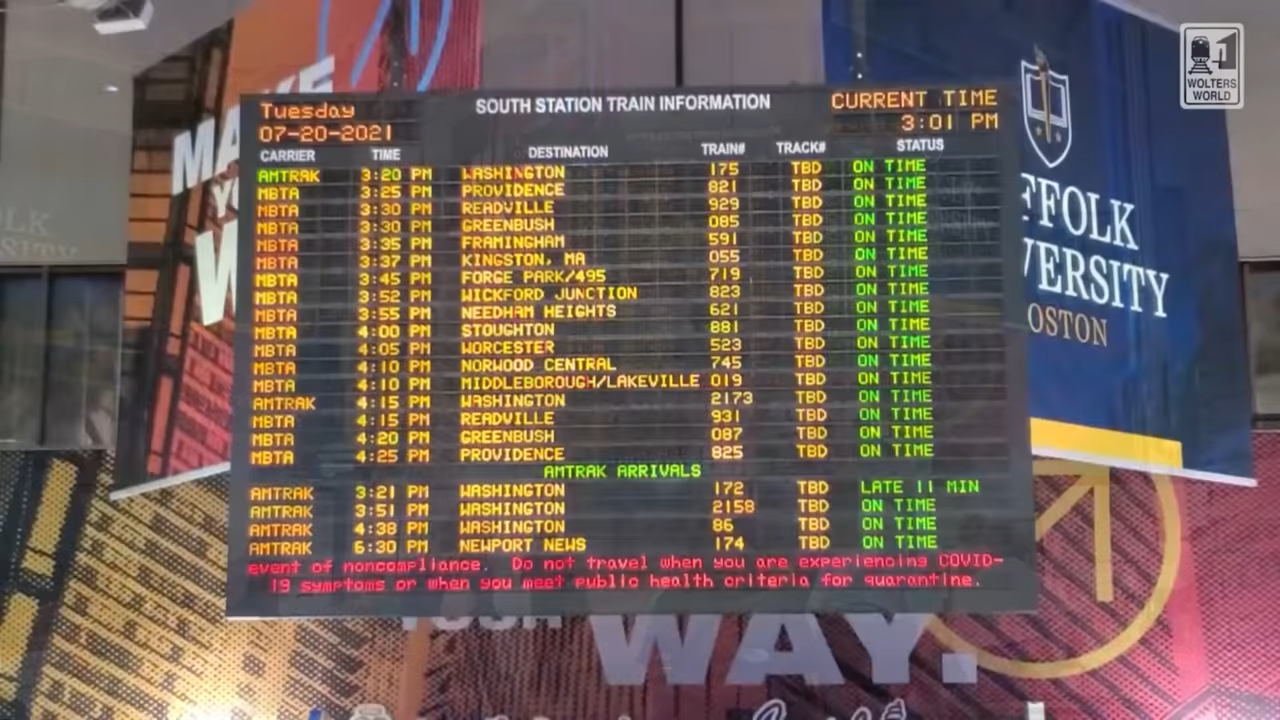 Tuesday
07-20-2021
SOUTH STATION TRAIN INFORMATION
CURRENT TIME
3:01 PM
CARRIER TIME DESTINATION TRAIN# TRACK# STATUS
AMTRAK 3:20 PM WASHINGTON 175 TBD ON TIME
MBTA 3:25 PM PROVIDENCE 821 TBD ON TIME
MBTA 3:30 PM READVILLE 929 TBD ON TIME
MBTA 3:30 PM GREENBUSH 085 TBD ON TIME
MBTA 3:35 PM FRAMINGHAM 591 TBD ON TIME
MBTA 3:37 PM KINGSTON, MA 055 TBD ON TIME
MBTA 3:45 PM FORGE PARK/495 719 TBD ON TIME
MBTA 3:52 PM WICKFORD JUNCTION 823 TBD ON TIME
MBTA 3:55 PM NEEDHAM HEIGHTS 621 TBD ON TIME
MBTA 4:00 PM STOUGHTON 881 TBD ON TIME
MBTA 4:05 PM WORCESTER 523 TBD ON TIME
MBTA 4:10 PM NORWOOD CENTRAL 745 TBD ON TIME
MBTA 4:10 PM MIDDLEBOROUGH/LAKEVILLE 019 TBD ON TIME
AMTRAK 4:15 PM WASHINGTON 2173 TBD ON TIME
MBTA 4:15 PM READVILLE 931 TBD ON TIME
MBTA 4:20 PM GREENBUSH 087 TBD ON TIME
MBTA 4:25 PM PROVIDENCE 825 TBD ON TIME
AMTRAK ARRIVALS
AMTRAK 3:21 PM WASHINGTON 172 TBD LATE 11 MIN
AMTRAK 3:51 PM WASHINGTON 2158 TBD ON TIME
AMTRAK 4:38 PM WASHINGTON 86 TBD ON TIME
AMTRAK 6:30 PM NEWPORT NEWS 174 TBD ON TIME
event of noncompliance. Do not travel when you are experiencing COVID-
19 symptoms or when you meet public health criteria for quarantine.
WAY.
FFOLK
VERSITY
OSTON
1
WOLTERS
WORLD